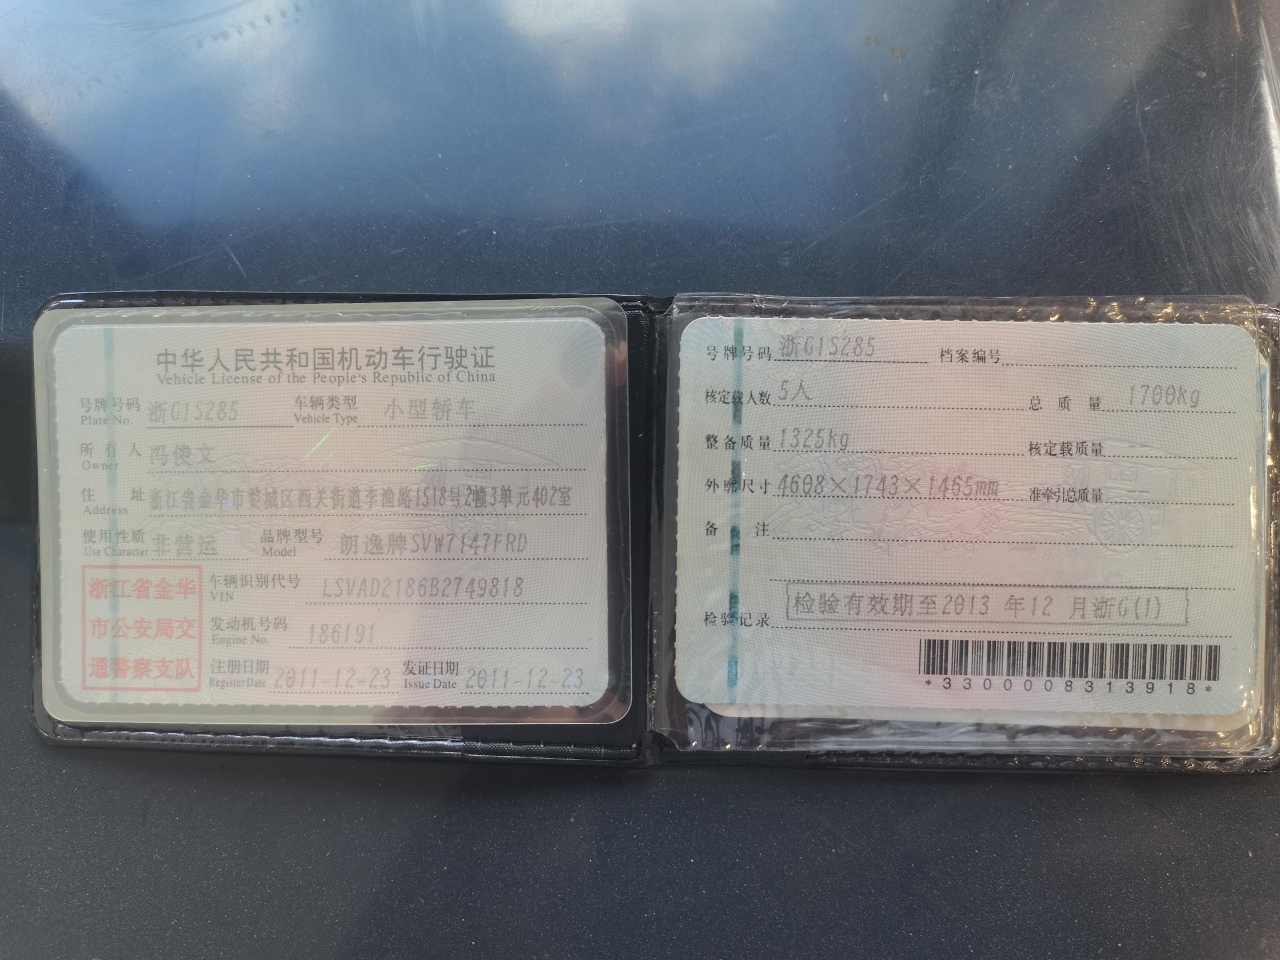 中华人民共和国机动车行驶证
Vehicle License of the People's Republic of China
号牌号码 浙G1S285 车辆类型 小型轿车
Plate No. Vehicle Type
所有人 冯俊文
Owner
住址 浙江省金华市婺城区西关街道李渔路1518号2幢3单元402室
Address
使用性质 非营运 品牌型号 朗逸牌SVW7147FRD
Use Character Model
浙江省金华
市公安局交
通警察支队
车辆识别代号 LSVAD2186B2749818
VIN
发动机号码 186191
Engine No.
注册日期 2011-12-23 发证日期 2011-12-23
Register Date Issue Date
号牌号码 浙G1S285 档案编号
核定载人数 5人 总质量 1700kg
整备质量 1325kg 核定载质量
外廓尺寸 4608×1743×1465mm 准牵引总质量
备注
检验记录 检验有效期至2013 年12 月浙G(1)
*3300008313918*